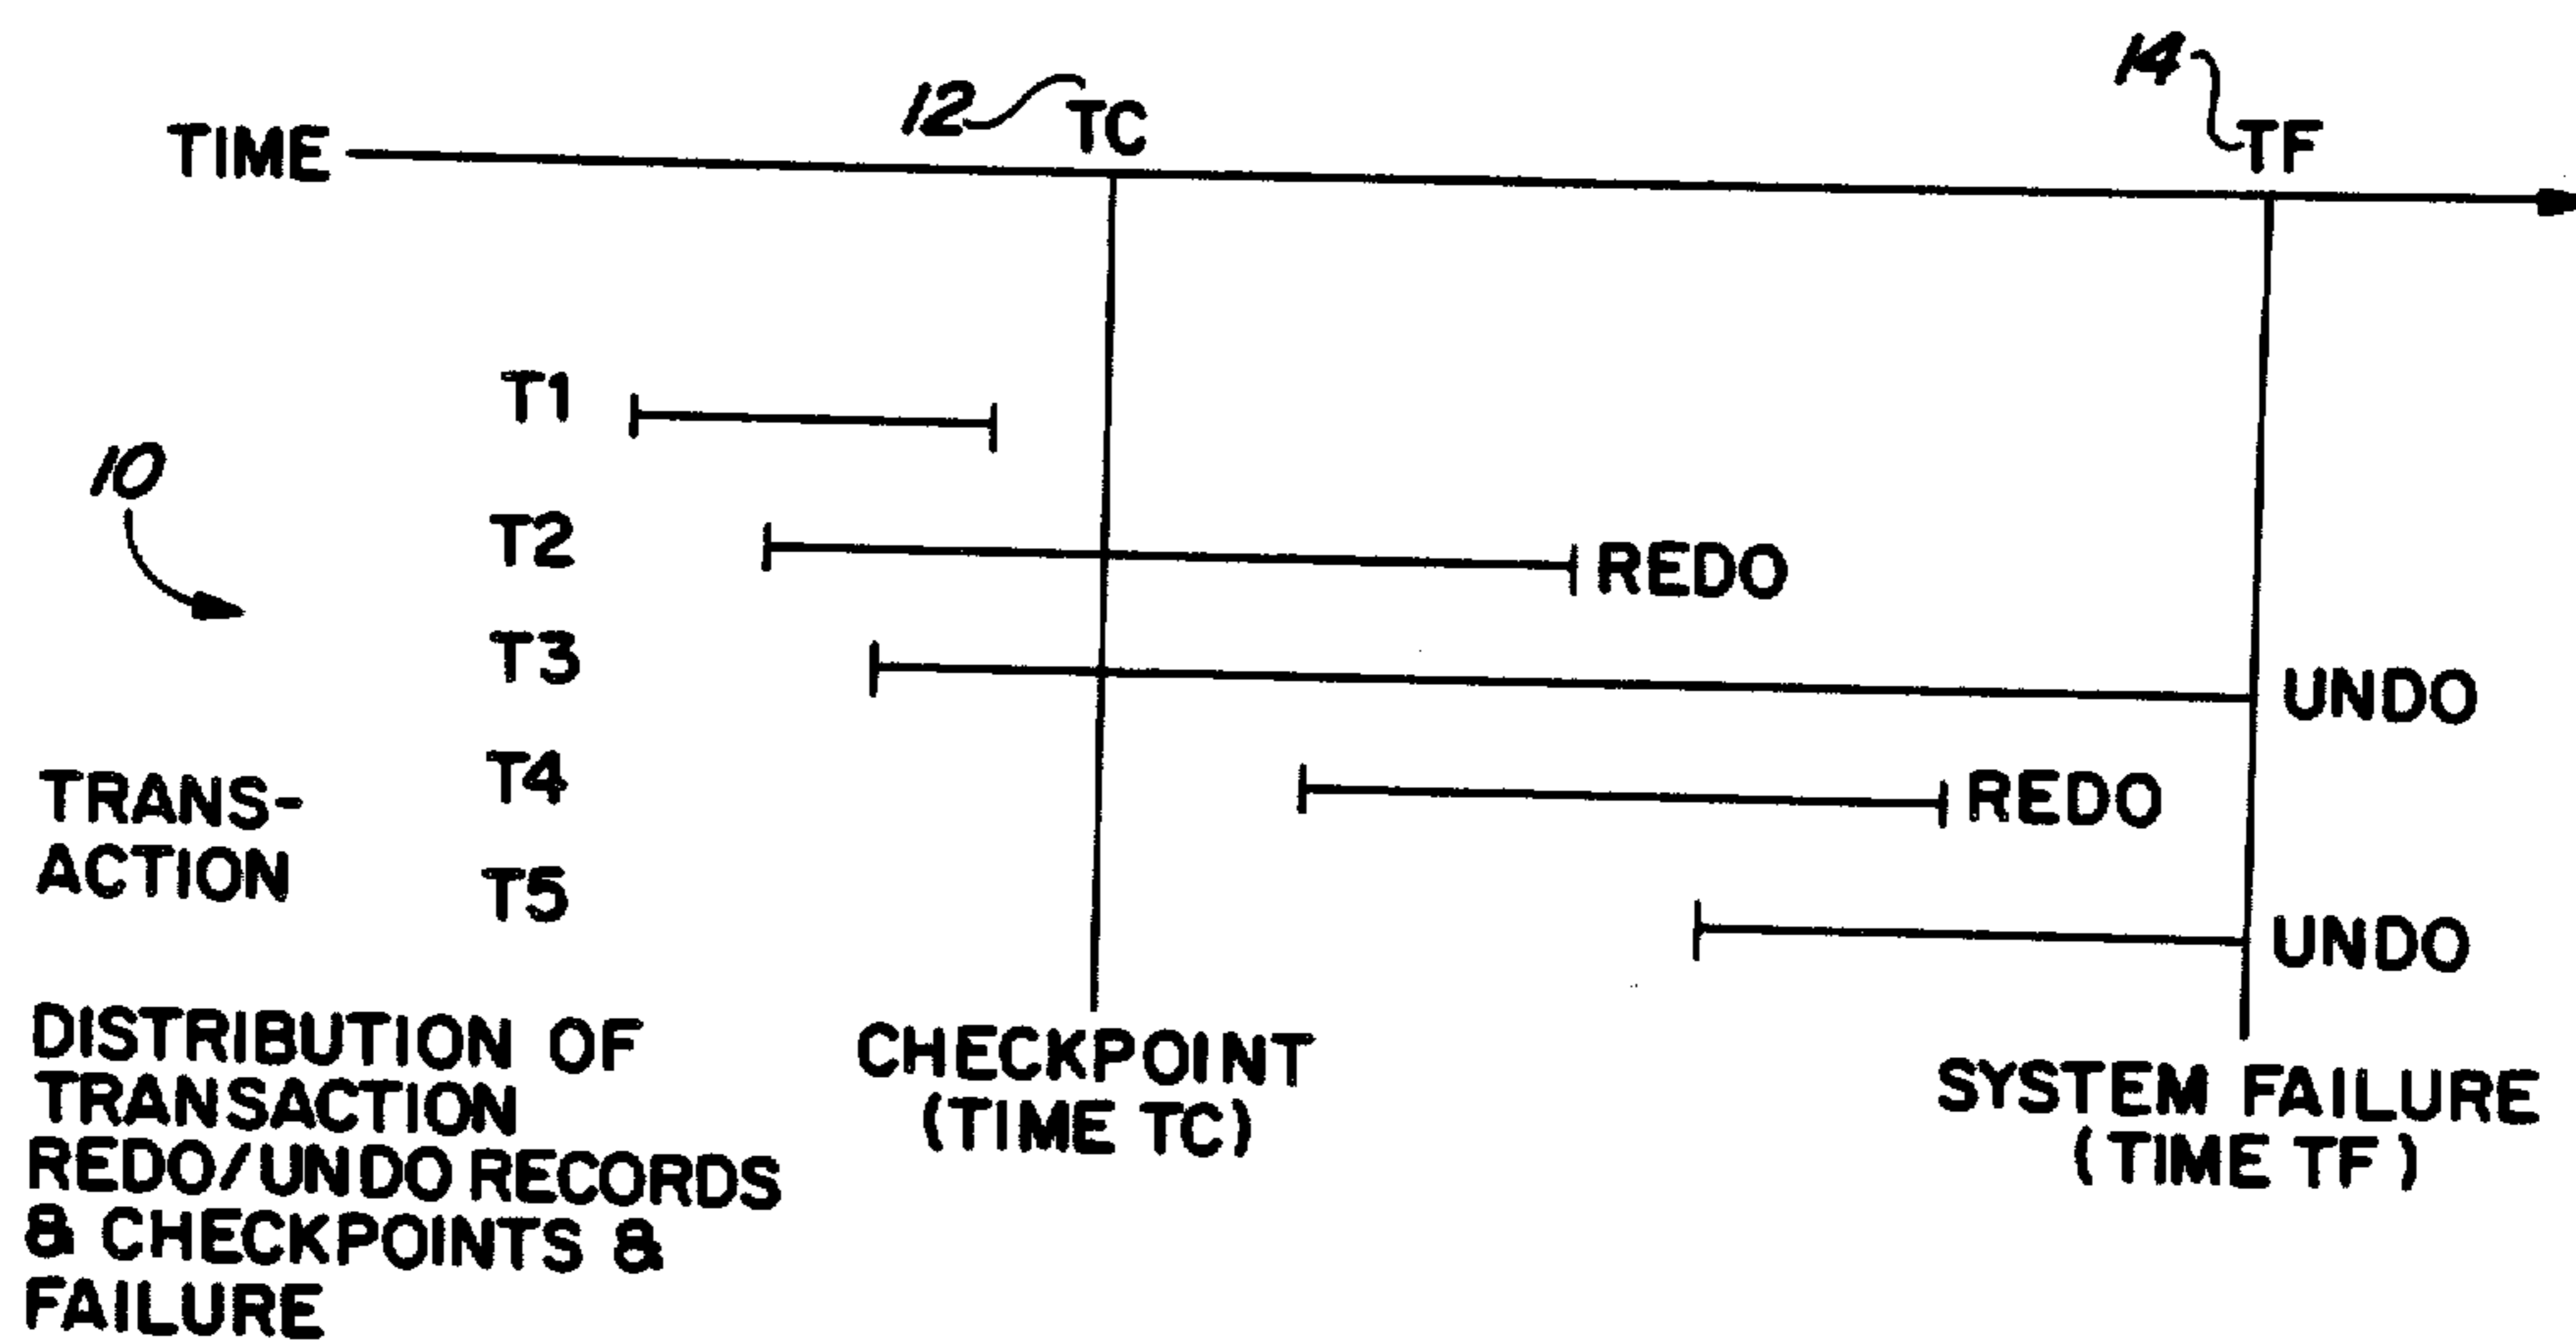 14
12 TC
TF
TIME
T1
10
T2 REDO
T3 UNDO
T4 REDO
TRANS-
ACTION
T5 UNDO
DISTRIBUTION OF
TRANSACTION
REDO/UNDO RECORDS
& CHECKPOINTS &
FAILURE
CHECKPOINT
(TIME TC)
SYSTEM FAILURE
(TIME TF)